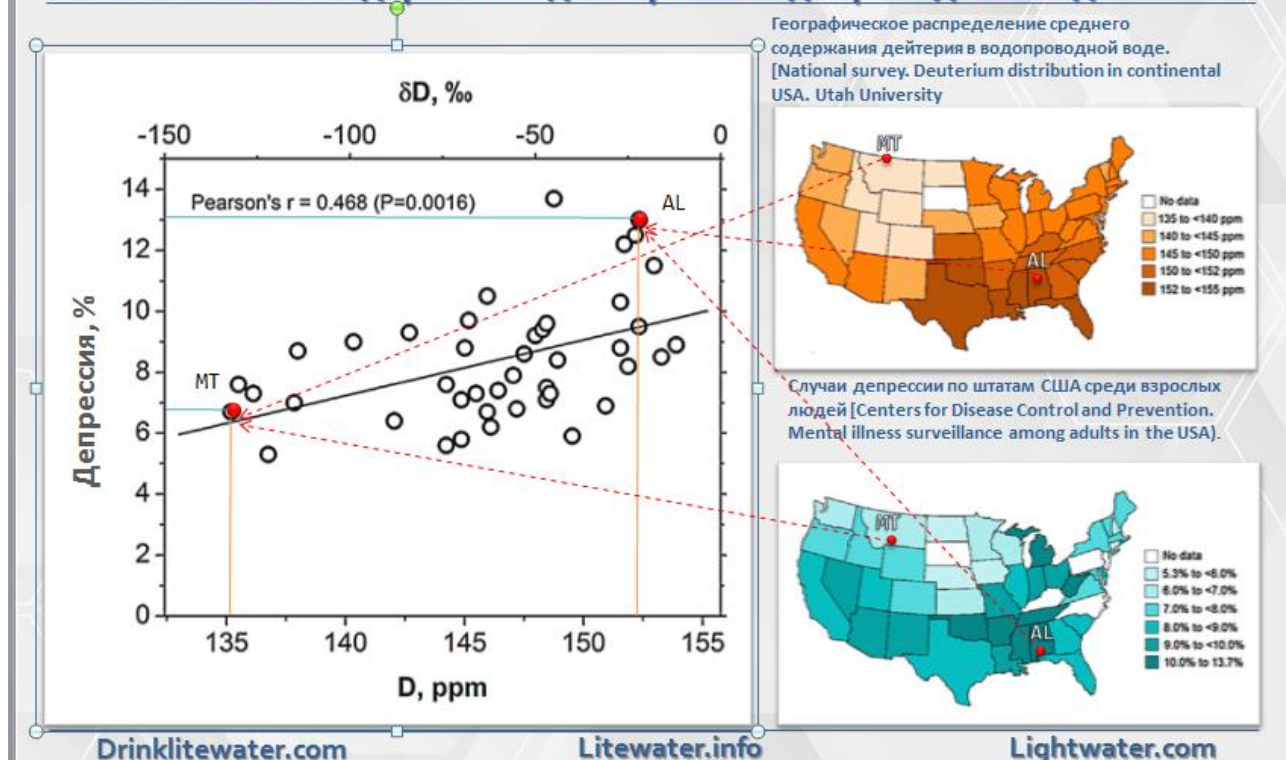 Географическое распределение среднего
содержания дейтерия в водопроводной воде.
[National survey. Deuterium distribution in continental
USA. Utah University
δD, ‰
-150 -100 -50 0
Pearson's r = 0.468 (P=0.0016)
AL
MT
Депрессия, %
14
12
10
8
6
4
2
0
135 140 145 150 155
D, ppm
MT
AL
No data
135 to <140 ppm
140 to <145 ppm
145 to <150 ppm
150 to <152 ppm
152 to <155 ppm
Случаи депрессии по штатам США среди взрослых
людей [Centers for Disease Control and Prevention.
Mental illness surveillance among adults in the USA).
MT
AL
No data
5.3% to <6.0%
6.0% to <7.0%
7.0% to <8.0%
8.0% to <9.0%
9.0% to <10.0%
10.0% to 13.7%
Drinklitewater.com
Litewater.info
Lightwater.com